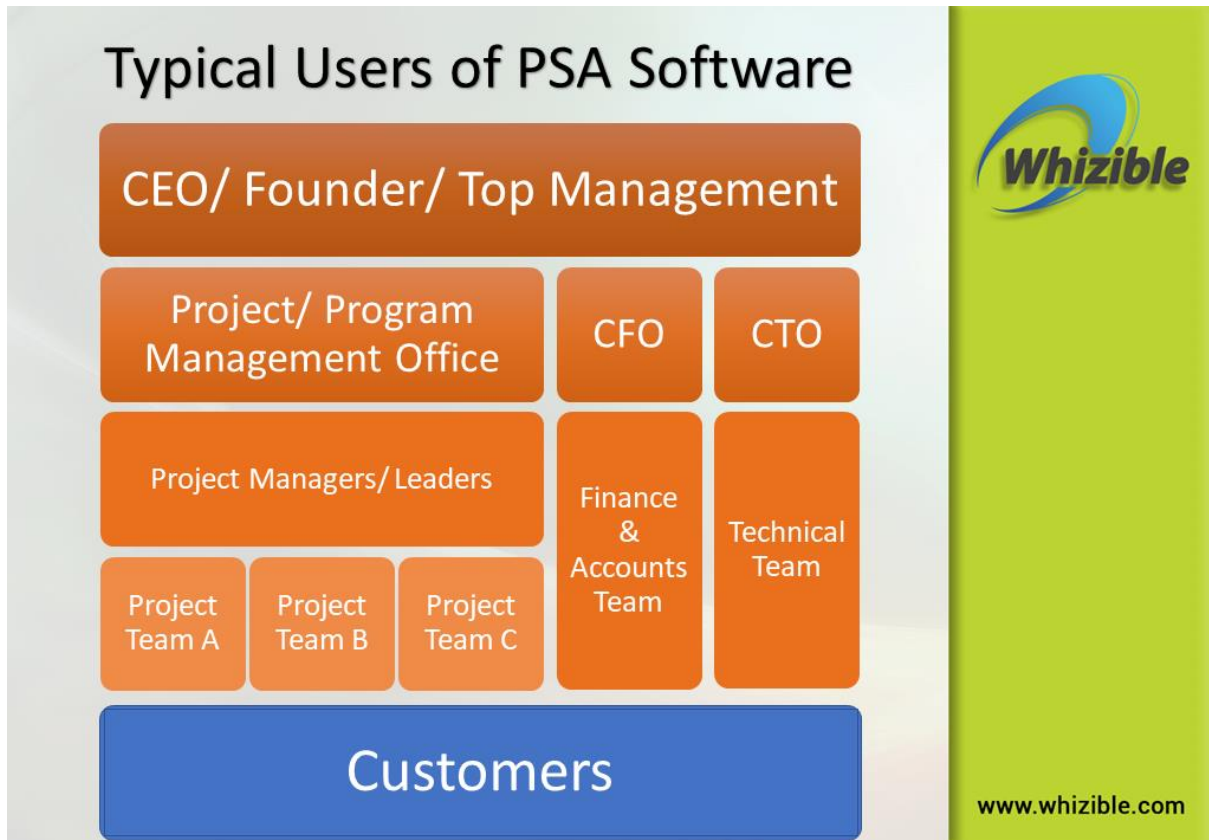 Typical Users of PSA Software
Whizible
CEO/ Founder/ Top Management
Project/ Program
Management Office
CFO
CTO
Project Managers/ Leaders
Finance
&
Accounts
Team
Technical
Team
Project
Team A
Project
Team B
Project
Team C
Customers
www.whizible.com